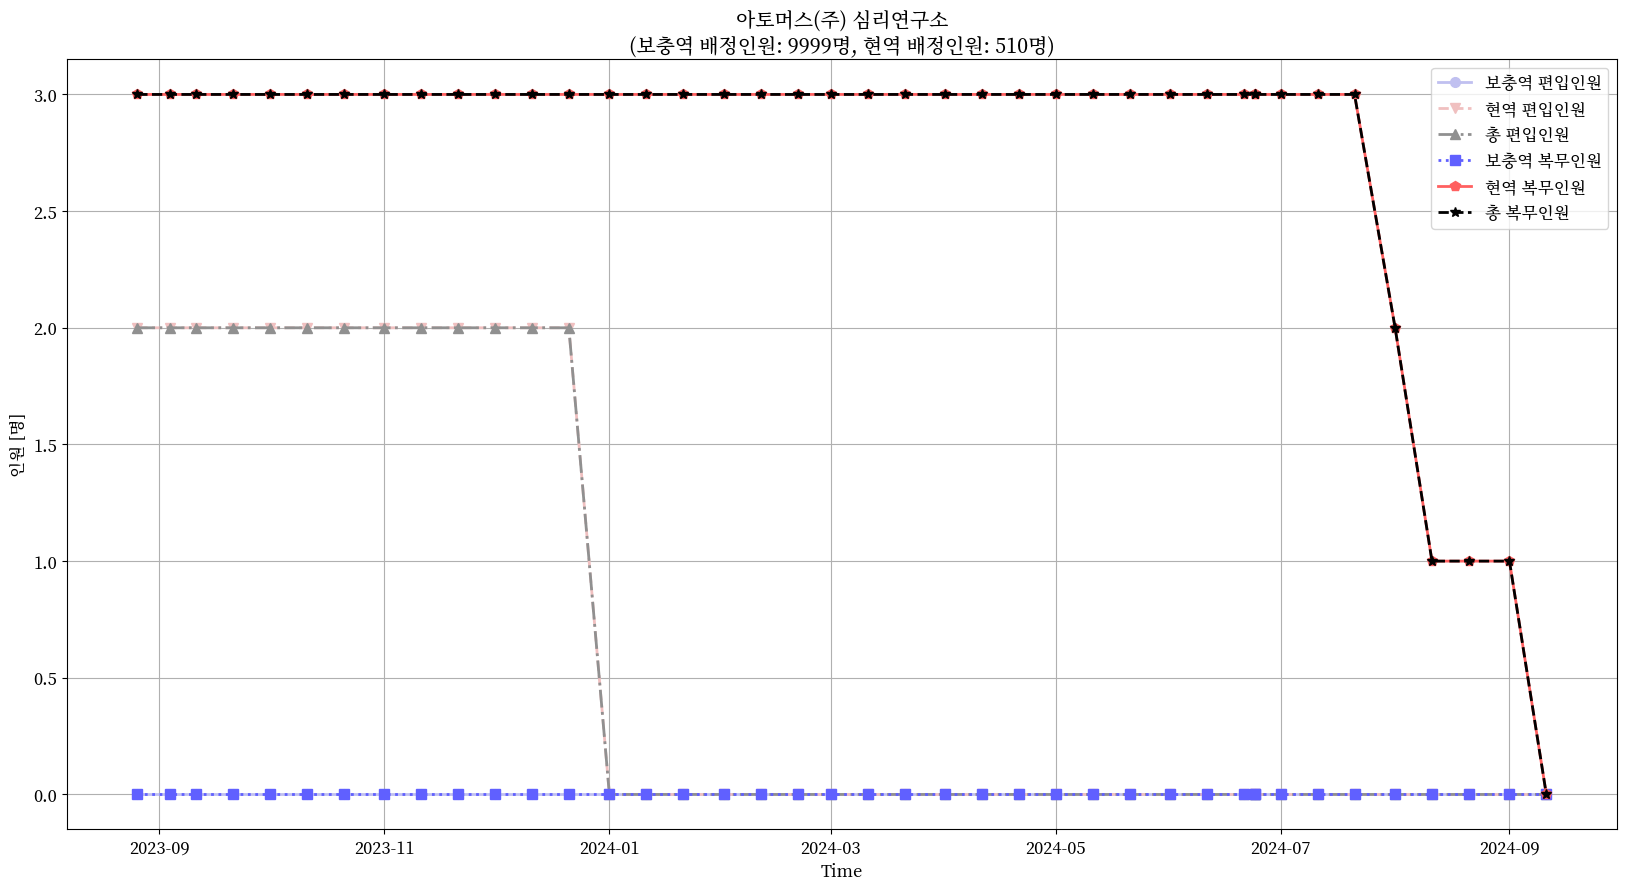 아토머스(주) 심리연구소
(보충역 배정인원: 9999명, 현역 배정인원: 510명)
보충역 편입인원
현역 편입인원
총 편입인원
보충역 복무인원
현역 복무인원
총 복무인원
인원 [명]
3.0
2.5
2.0
1.5
1.0
0.5
0.0
2023-09
2023-11
2024-01
2024-03
2024-05
2024-07
2024-09
Time